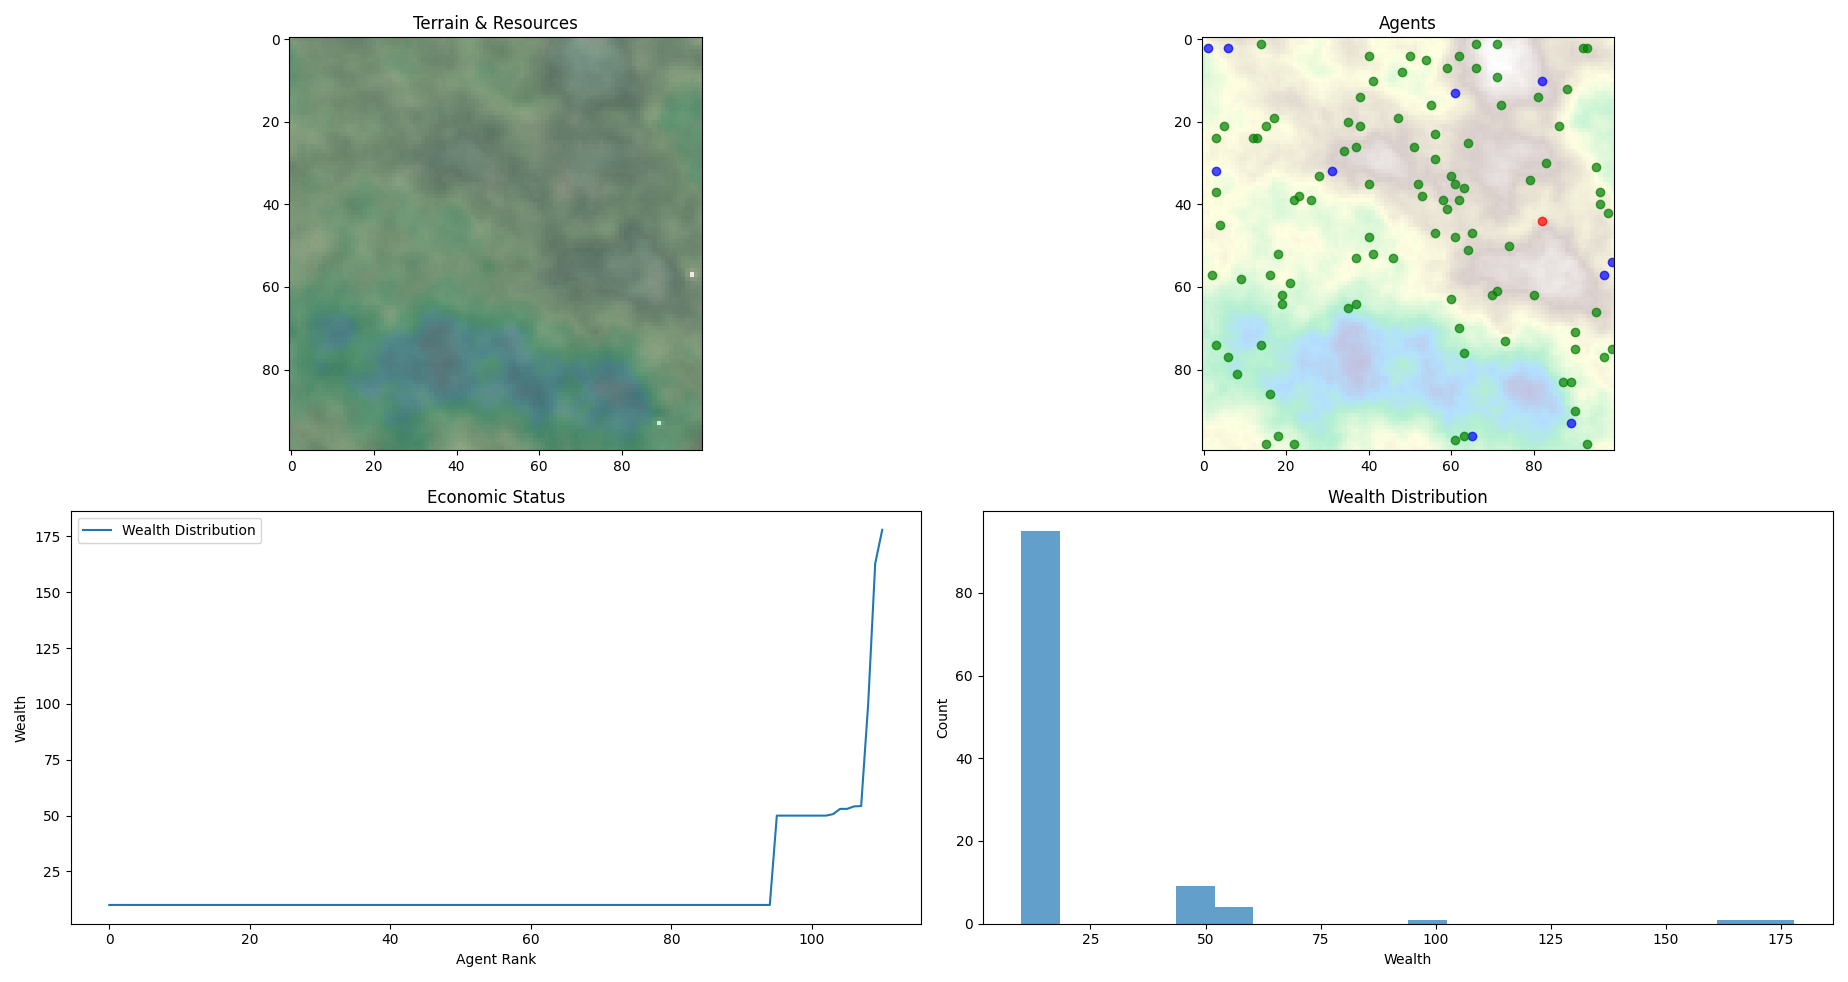 Terrain & Resources
0
20
40
60
80
0 20 40 60 80
Agents
0
20
40
60
80
0 20 40 60 80
Economic Status
Wealth Distribution
175
150
125
100
75
50
25
Wealth
0 20 40 60 80 100
Agent Rank
Wealth Distribution
80
60
40
20
0
Count
25 50 75 100 125 150 175
Wealth